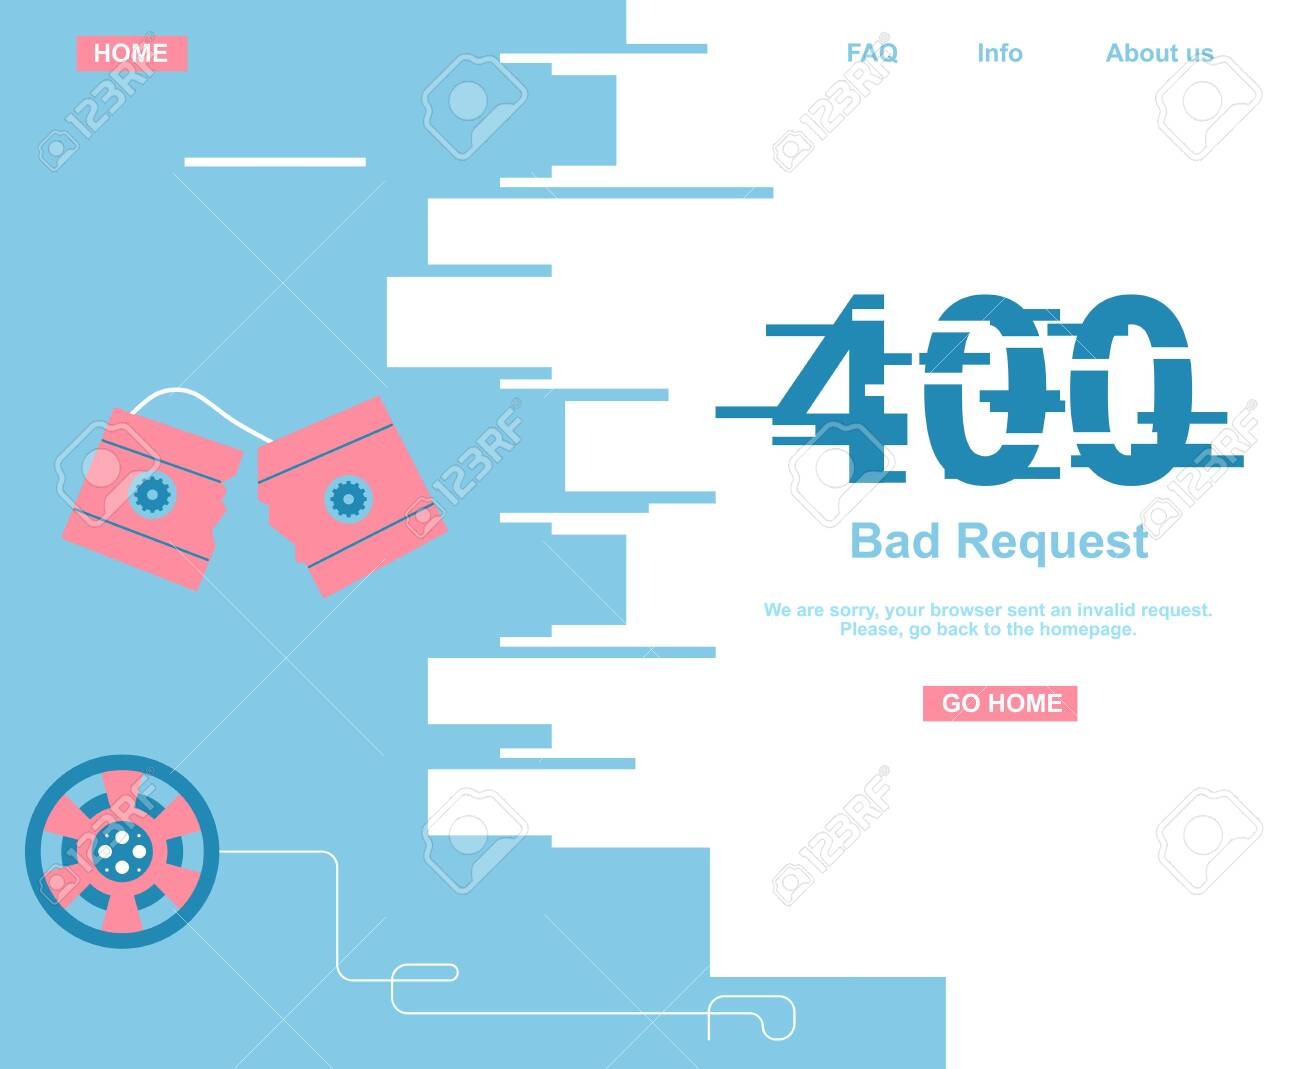 HOME
FAQ
Info
About us
400
Bad Request
We are sorry, your browser sent an invalid request.
Please, go back to the homepage.
GO HOME
123RF
123RF
123RF
123RF
123RF
123RF